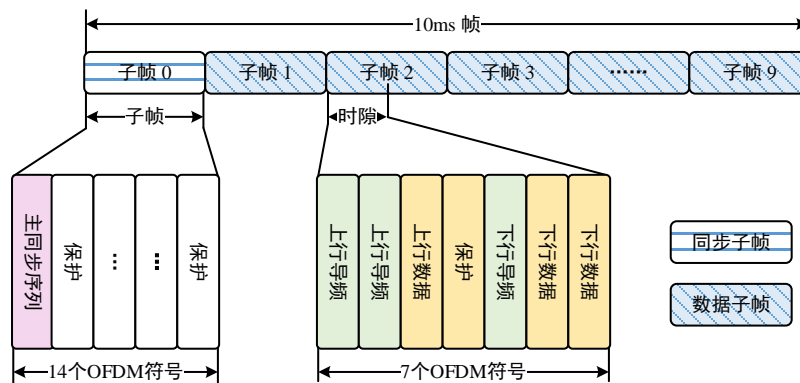 10ms 帧
子帧 0
子帧 1
子帧 2
子帧 3
……
子帧 9
子帧
时隙
主同步序列
保护
…
…
保护
上行导频
上行导频
上行数据
保护
下行导频
下行数据
下行数据
同步子帧
数据子帧
14个OFDM符号
7个OFDM符号